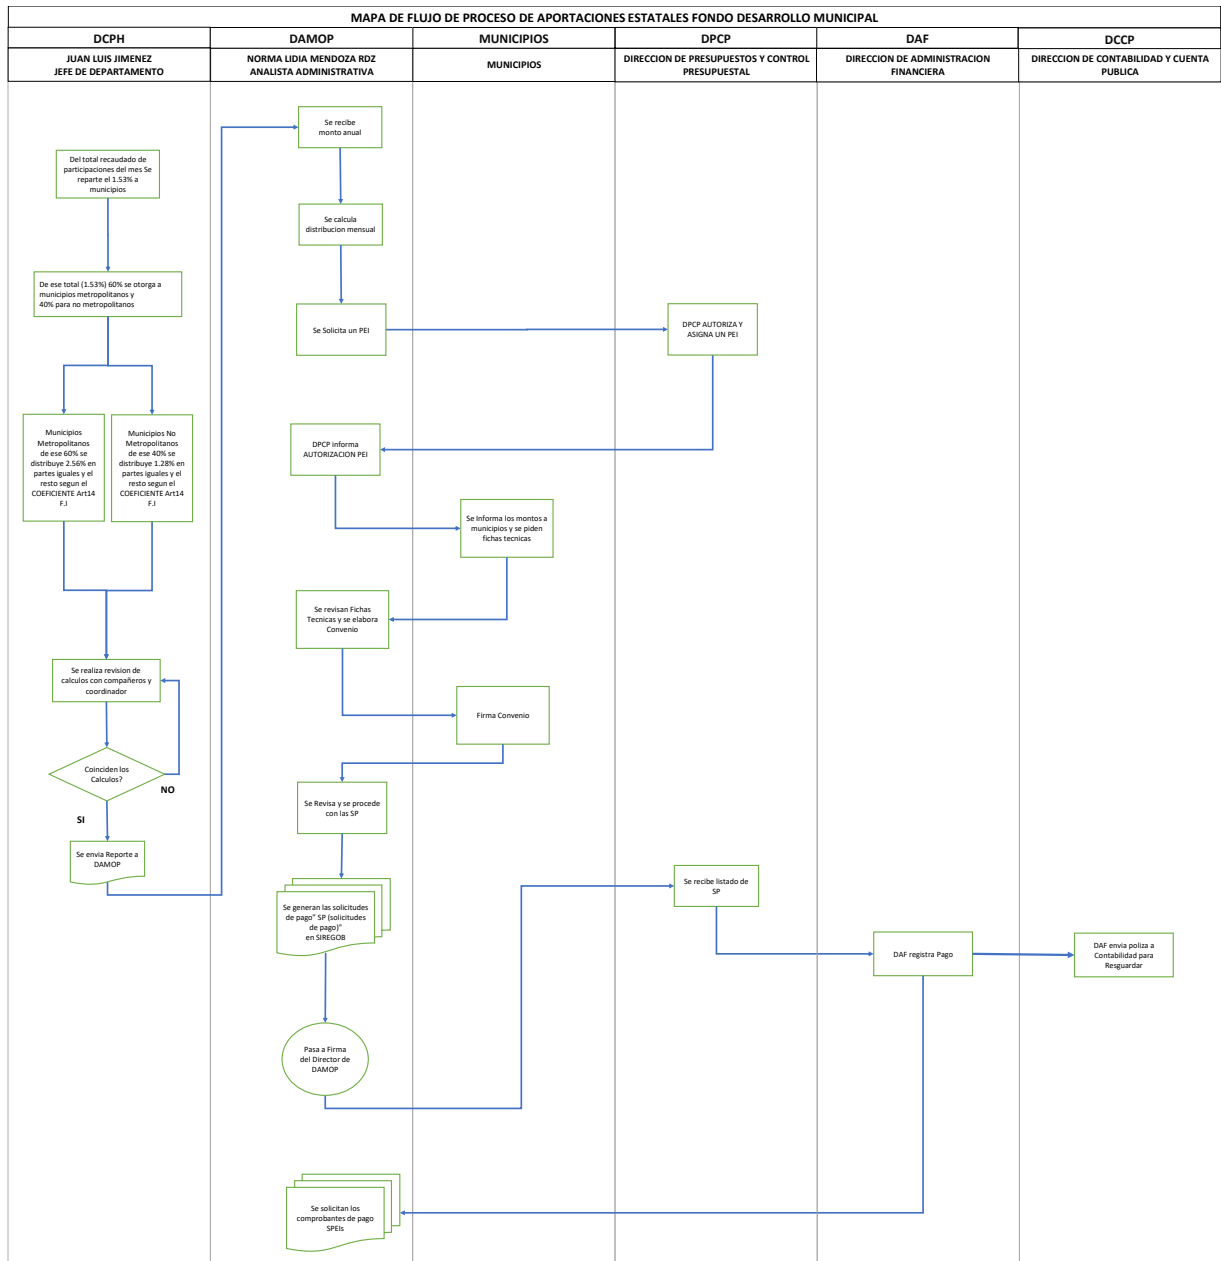 MAPA DE FLUJO DE PROCESO DE APORTACIONES ESTATALES FONDO DESARROLLO MUNICIPAL
DCPH
DAMOP
MUNICIPIOS
DPCP
DAF
DCCP
JUAN LUIS JIMENEZ
JEFE DE DEPARTAMENTO
NORMA LIDIA MENDOZA RDZ
ANALISTA ADMINISTRATIVA
MUNICIPIOS
DIRECCION DE PRESUPUESTOS Y CONTROL
PRESUPUESTAL
DIRECCION DE ADMINISTRACION
FINANCIERA
DIRECCION DE CONTABILIDAD Y CUENTA
PUBLICA
Del total recaudado de
participaciones del mes Se
reparte el 1.53% a
municipios
De ese total (1.53%) 60% se otorga a
municipios metropolitanos y
40% para no metropolitanos
Municipios
Metropolitanos
de ese 60% se
distribuye 2.56% en
partes iguales y el
resto segun el
COEFICIENTE Art14
F.I
Municipios No
Metropolitanos
de ese 40% se
distribuye 1.28% en
partes iguales y el
resto segun el
COEFICIENTE Art14
F.I
Se realiza revision de
calculos con compañeros y
coordinador
Coinciden los
Calculos?
NO
SI
Se envia Reporte a
DAMOP
Se recibe
monto anual
Se calcula
distribucion mensual
Se Solicita un PEI
DPCP AUTORIZA Y
ASIGNA UN PEI
DPCP informa
AUTORIZACION PEI
Se Informa los montos a
municipios y se piden
fichas tecnicas
Se revisan Fichas
Tecnicas y se elabora
Convenio
Firma Convenio
Se Revisa y se procede
con las SP
Se generan las solicitudes
de pago" SP (solicitudes
de pago)"
en SIREGOB
Pasa a Firma
del Director de
DAMOP
Se recibe listado de
SP
DAF registra Pago
DAF envia poliza a
Contabilidad para
Resguardar
Se solicitan los
comprobantes de pago
SPEIs